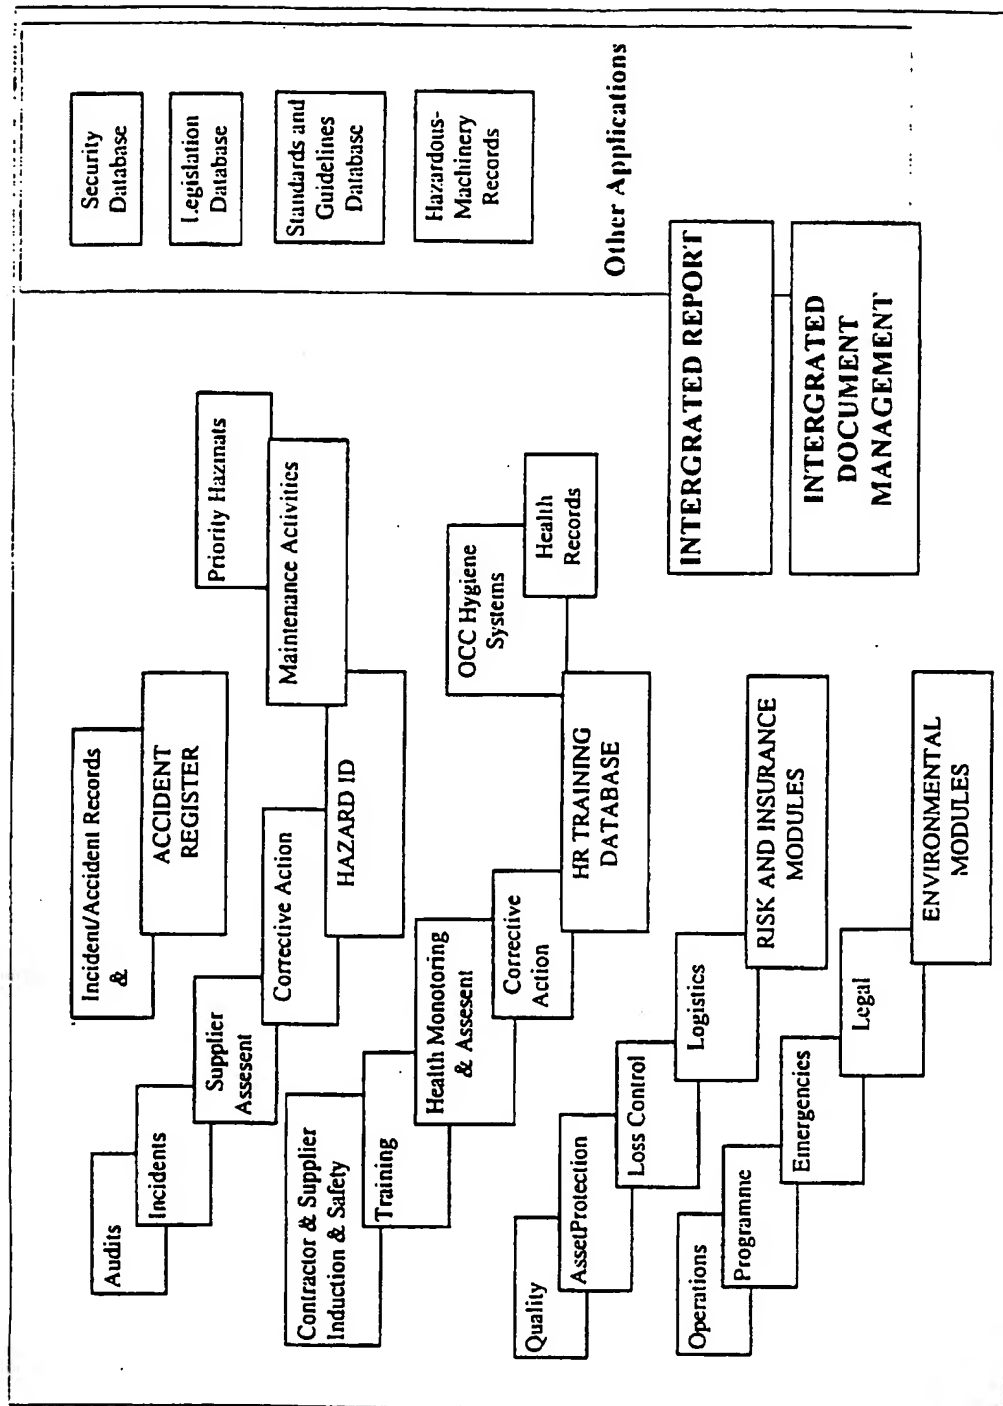 Incident/Accident Records
&
ACCIDENT
REGISTER
Audits
Incidents
Supplier
Assesent
Corrective Action
HAZARD ID
Maintenance Activities
Priority Hazinats
Contractor & Supplier
Induction & Safety
Training
Health Monotoring
& Assesent
Corrective
Action
HR TRAINING
DATABASE
OCC Hygiene
Systems
Health
Records
Quality
AssetProtection
Loss Control
Logistics
RISK AND INSURANCE
MODULES
Operations
Programme
Emergencies
Legal
ENVIRONMENTAL
MODULES
Security
Database
Legislation
Database
Standards and
Guidelines
Database
Hazardous-
Machinery
Records
Other Applications
INTERGRATED REPORT
INTERGRATED
DOCUMENT
MANAGEMENT